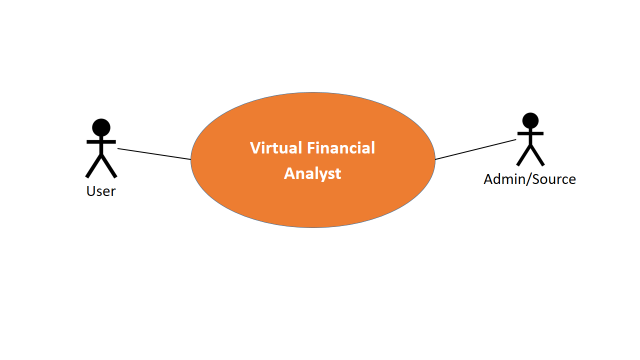 Virtual Financial
Analyst
User
Admin/Source